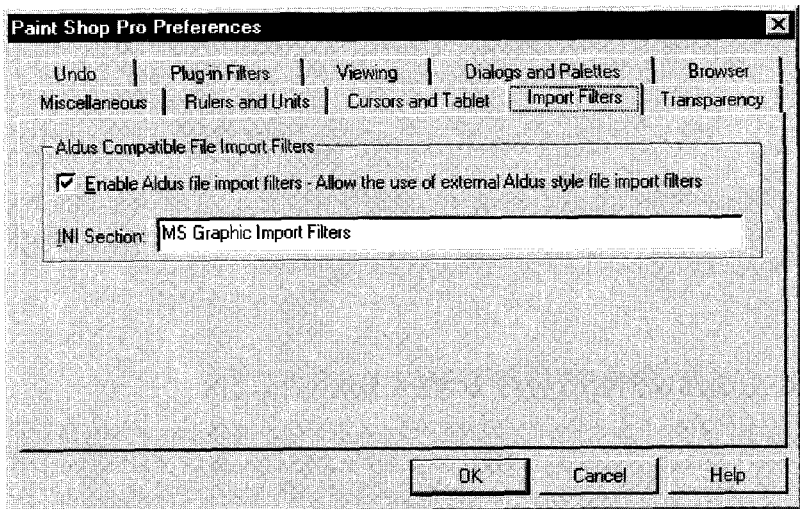 Paint Shop Pro Preferences
Undo Plug-in Filters Viewing Dialogs and Palettes Browser
Miscellaneous Rulers and Units Cursors and Tablet Import Filters Transparency
Aldus Compatible File Import Filters
Enable Aldus file import filters - Allow the use of external Aldus style file import filters
INI Section: MS Graphic Import Filters
OK Cancel Help